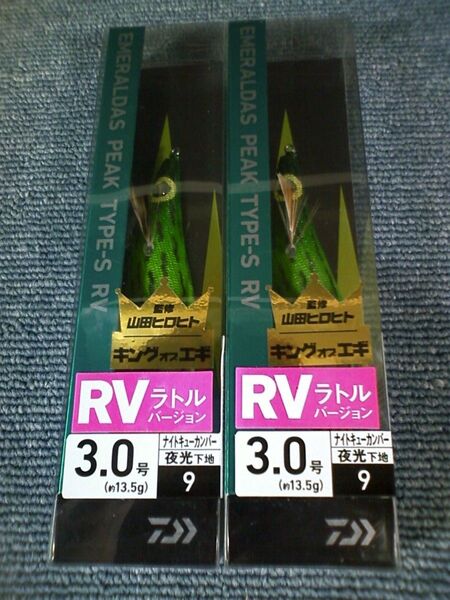 EMERALDAS PEAK TYPE-S RV
監修
山田ヒロヒト
キングオブエギ
RVラトル
バージョン
3.0号
(約13.5g)
ナイトキューカンバー
夜光下地
9
EMERALDAS PEAK TYPE-S RV
監修
山田ヒロヒト
キングオブエギ
RVラトル
バージョン
3.0号
(約13.5g)
ナイトキューカンバー
夜光下地
9